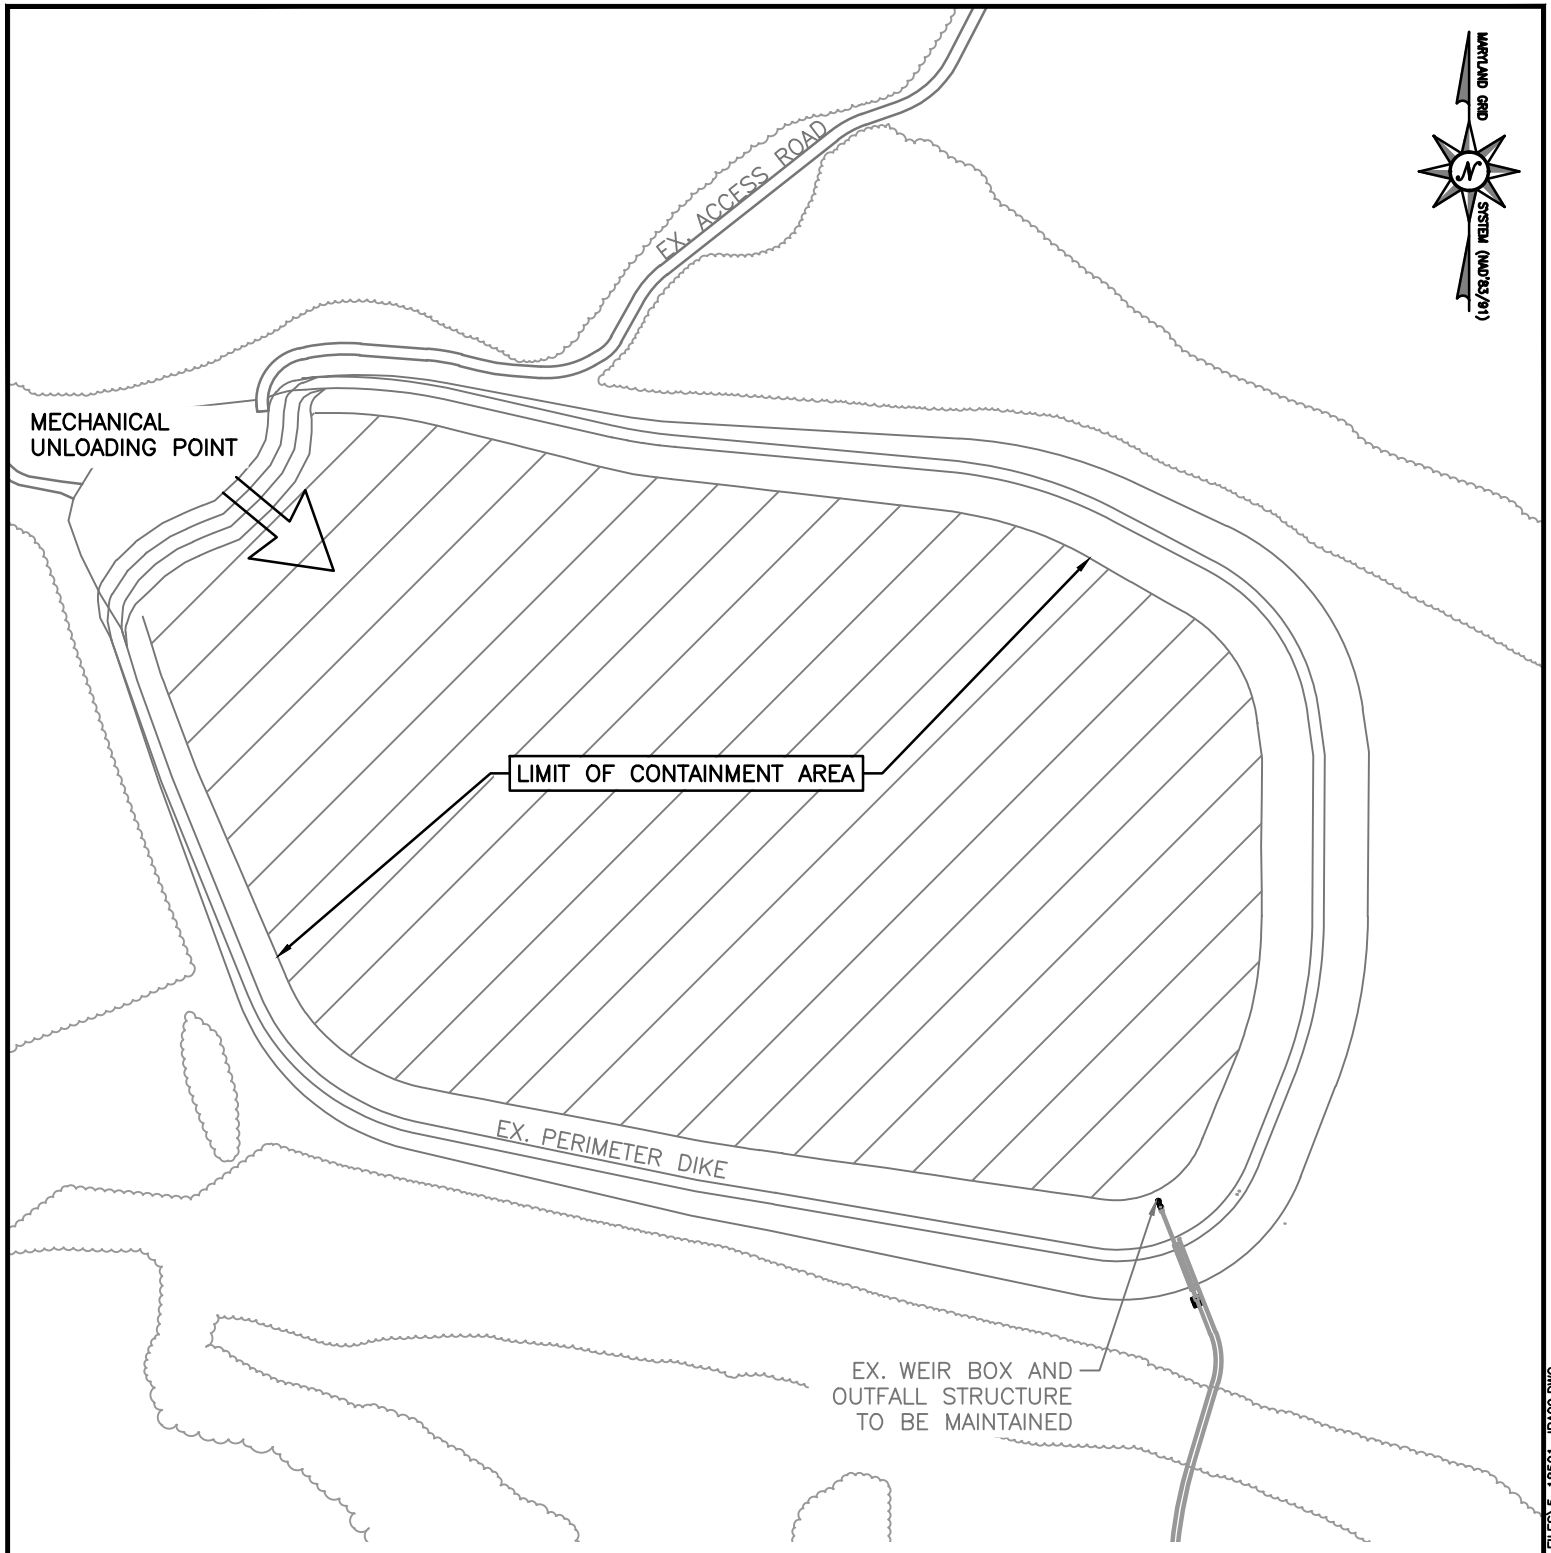 MARYLAND GRID
N
SYSTEM (NAD'83/91)
EX. ACCESS ROAD
MECHANICAL
UNLOADING POINT
LIMIT OF CONTAINMENT AREA
EX. PERIMETER DIKE
EX. WEIR BOX AND
OUTFALL STRUCTURE
TO BE MAINTAINED